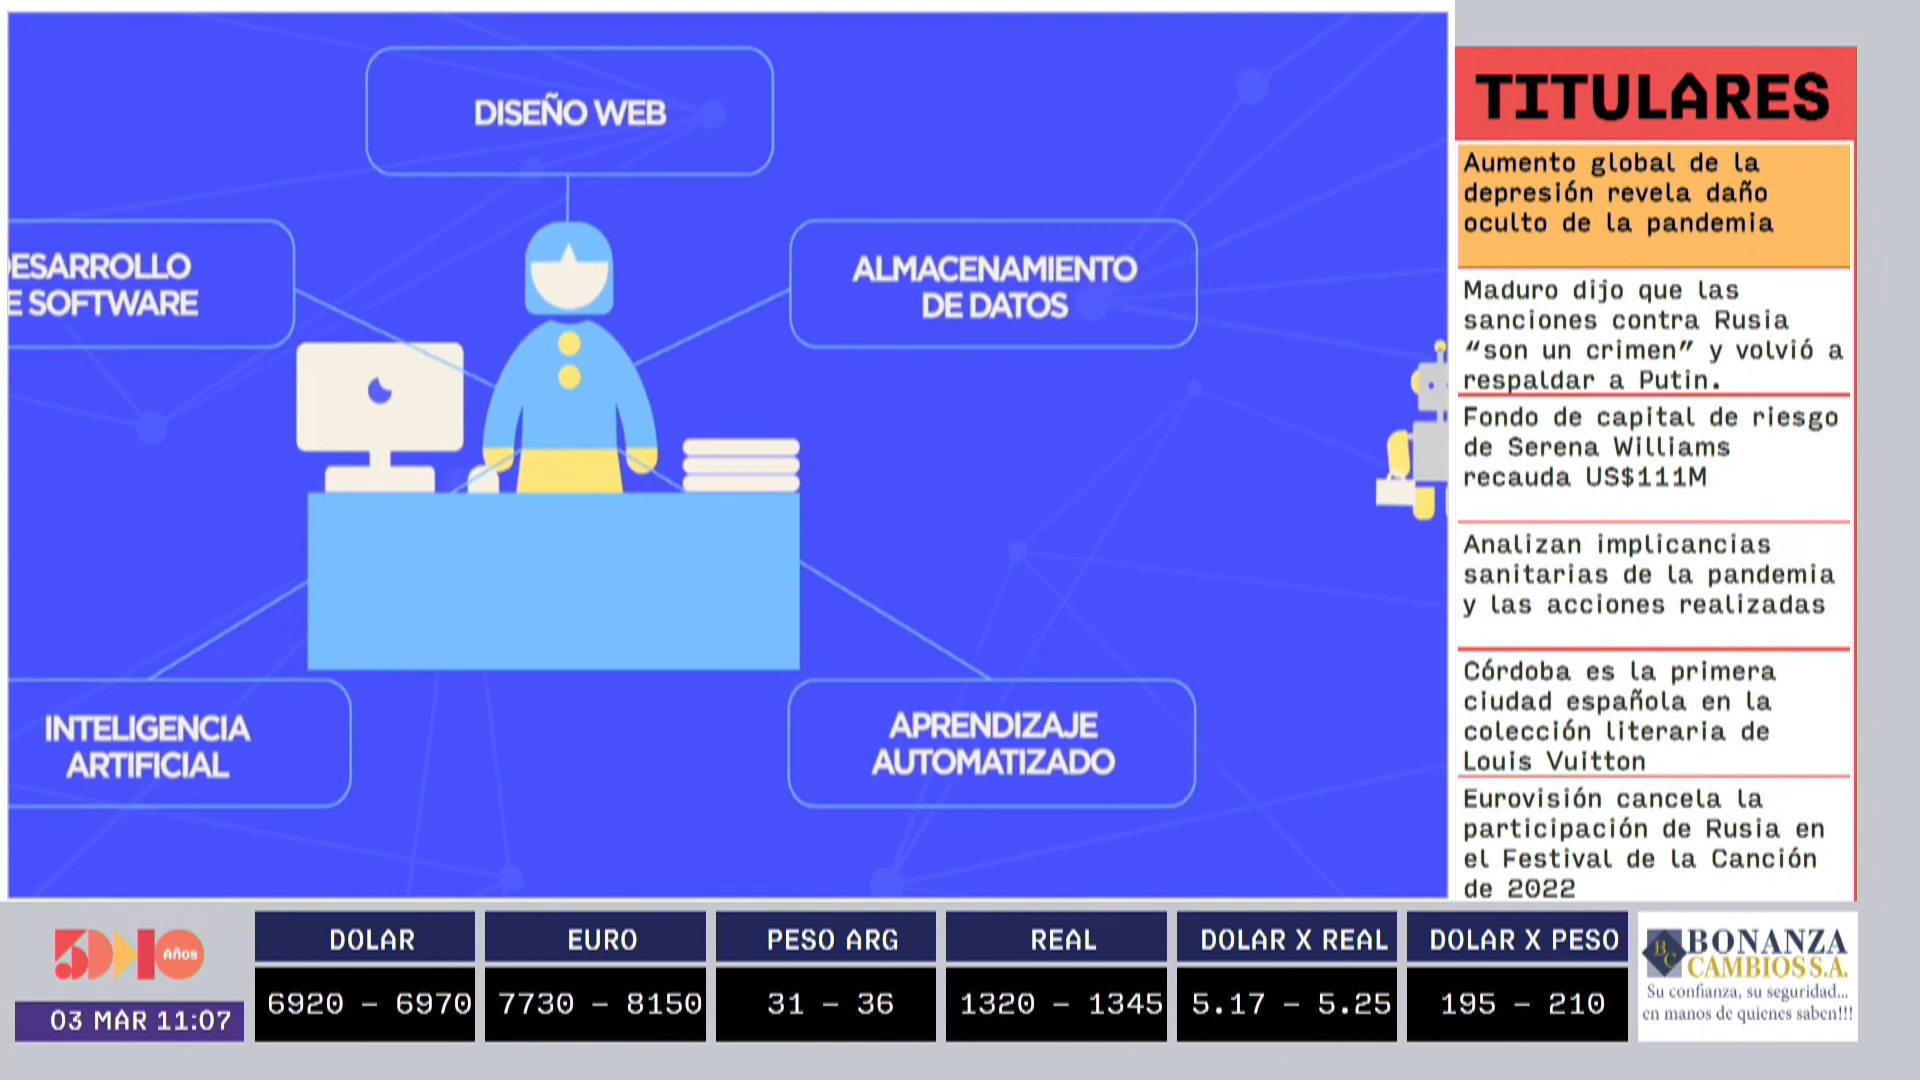 DISEÑO WEB
ESARROLLO
E SOFTWARE
ALMACENAMIENTO
DE DATOS
INTELIGENCIA
ARTIFICIAL
APRENDIZAJE
AUTOMATIZADO
TITULARES
Aumento global de la
depresión revela daño
oculto de la pandemia
Maduro dijo que las
sanciones contra Rusia
“son un crimen” y volvió a
respaldar a Putin.
Fondo de capital de riesgo
de Serena Williams
recauda US$111M
Analizan implicancias
sanitarias de la pandemia
y las acciones realizadas
Córdoba es la primera
ciudad española en la
colección literaria de
Louis Vuitton
Eurovisión cancela la
participación de Rusia en
el Festival de la Canción
de 2022
Años
03 MAR 11:07
DOLAR
6920 - 6970
EURO
7730 - 8150
PESO ARG
31 - 36
REAL
1320 - 1345
DOLAR X REAL
5.17 - 5.25
DOLAR X PESO
195 - 210
BC BONANZA
CAMBIOS S.A.
Su confianza, su seguridad...
en manos de quienes saben!!!